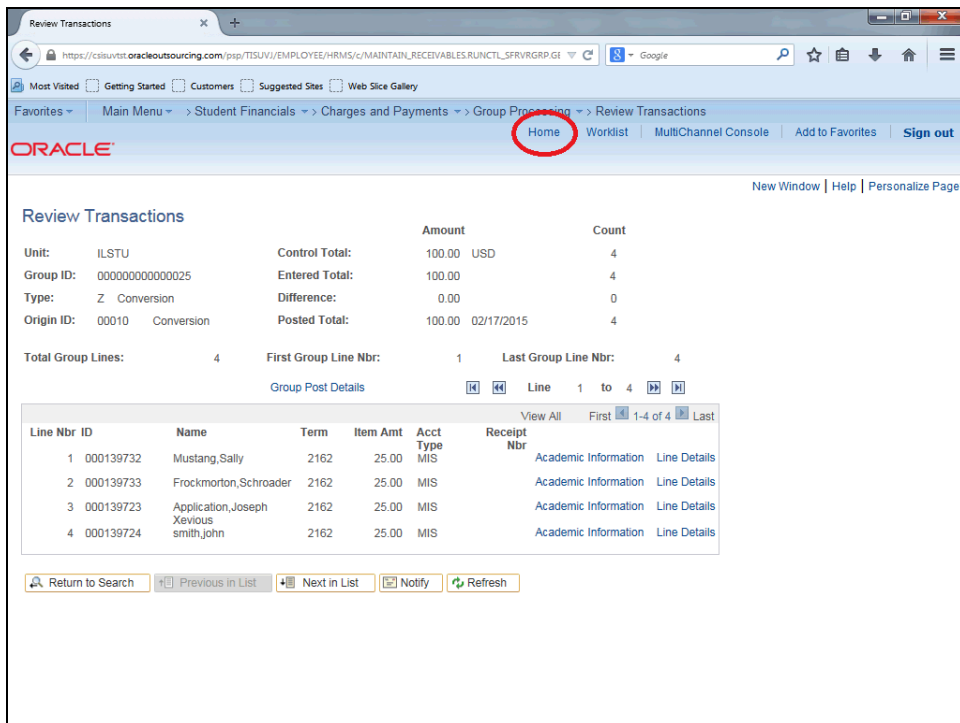 Review Transactions
https://csisuvtst.oracleoutsourcing.com/psp/TISUVJ/EMPLOYEE/HRMS/c/MAINTAIN_RECEIVABLES.RUNCTL_SFRVRGRP.GE
Google
Most Visited Getting Started Customers Suggested Sites Web Slice Gallery
Favorites Main Menu > Student Financials > Charges and Payments > Group Processing > Review Transactions
Home Worklist MultiChannel Console Add to Favorites Sign out
ORACLE
New Window | Help | Personalize Page
Review Transactions
Amount Count
Unit: ILSTU Control Total: 100.00 USD 4
Group ID: 000000000000025 Entered Total: 100.00 4
Type: Z Conversion Difference: 0.00 0
Origin ID: 00010 Conversion Posted Total: 100.00 02/17/2015 4
Total Group Lines: 4 First Group Line Nbr: 1 Last Group Line Nbr: 4
Group Post Details Line 1 to 4
View All First 1-4 of 4 Last
Line Nbr ID Name Term Item Amt Acct Type Receipt Nbr
1 000139732 Mustang,Sally 2162 25.00 MIS Academic Information Line Details
2 000139733 Frockmorton,Schroader 2162 25.00 MIS Academic Information Line Details
3 000139723 Application,Joseph Xevious 2162 25.00 MIS Academic Information Line Details
4 000139724 smith,john 2162 25.00 MIS Academic Information Line Details
Return to Search Previous in List Next in List Notify Refresh